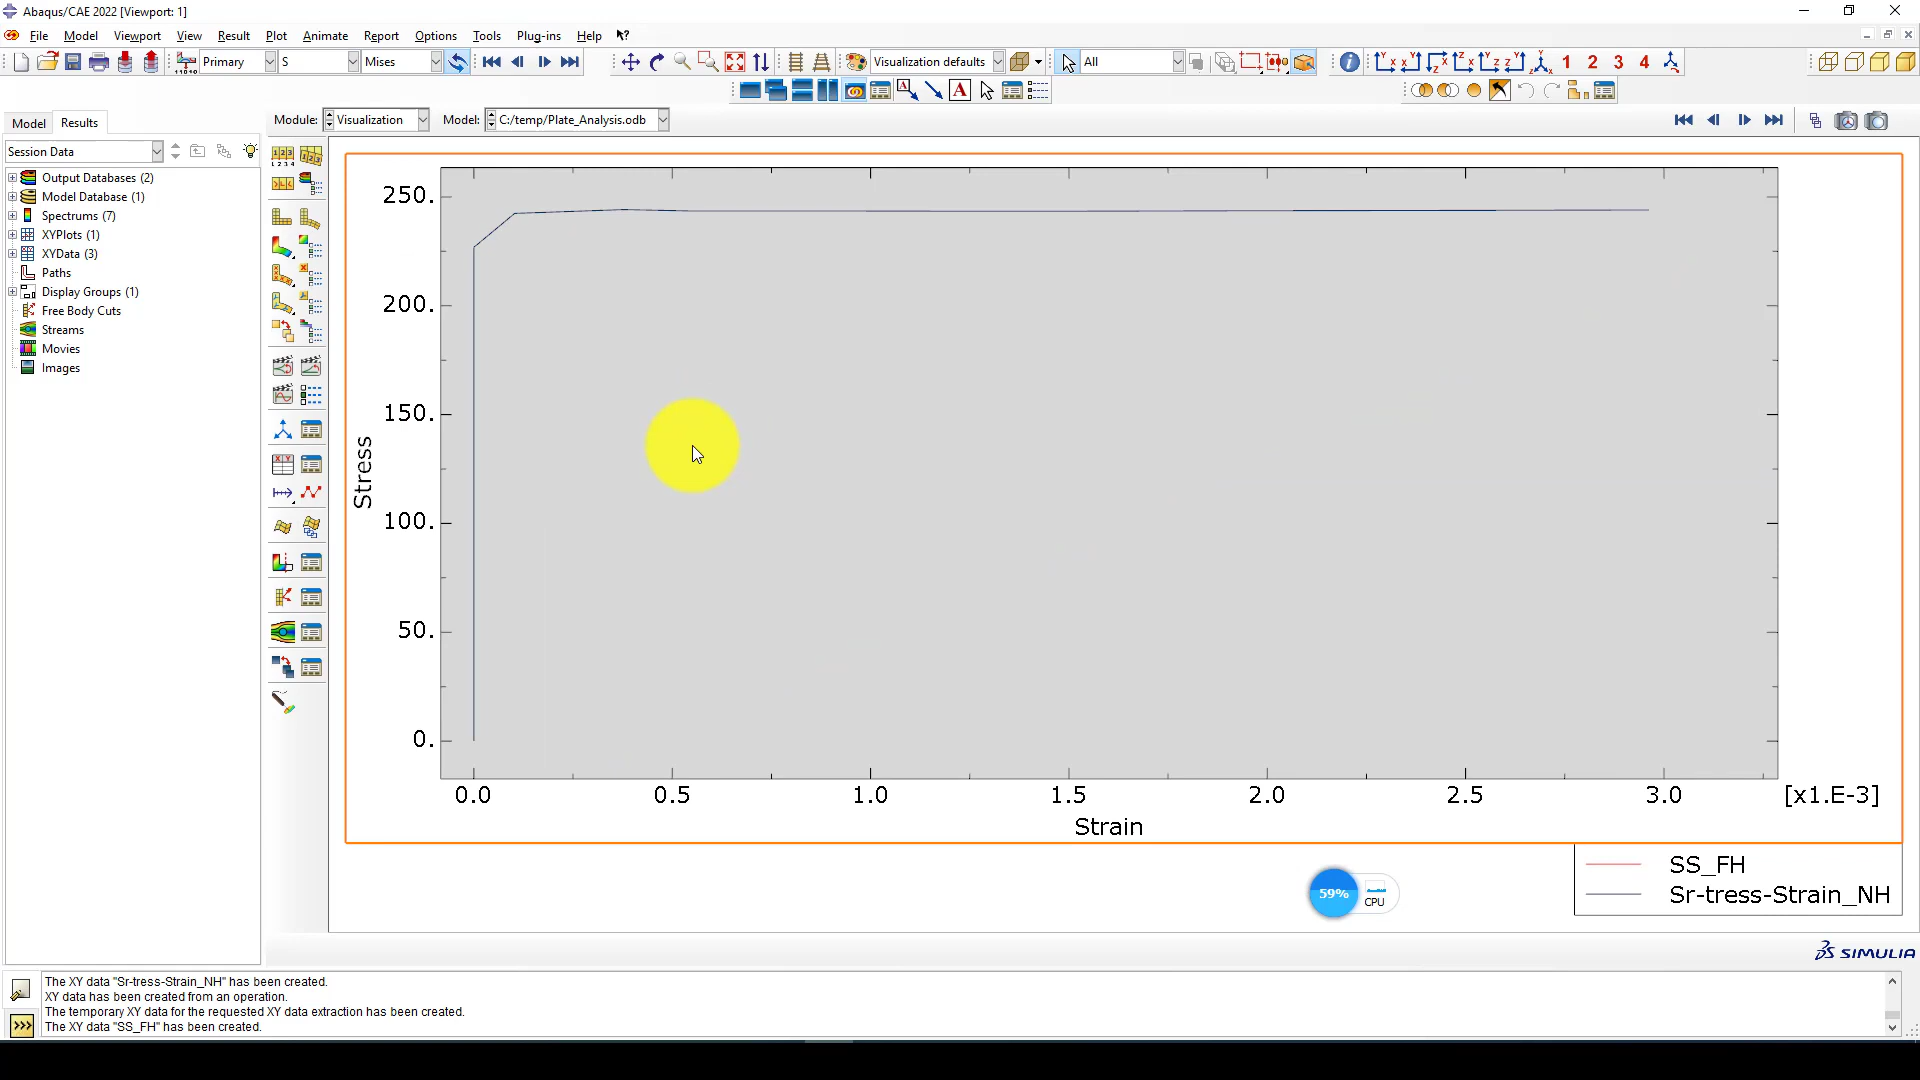 Abaqus/CAE 2022 [Viewport: 1]
File Model Viewport View Result Plot Animate Report Options Tools Plug-ins Help
Primary S Mises Visualization defaults All 1 2 3 4
Model Results Module: Visualization Model: C:/temp/Plate_Analysis.odb
Session Data
Output Databases (2)
Model Database (1)
Spectrums (7)
XYPlots (1)
XYData (3)
Paths
Display Groups (1)
Free Body Cuts
Streams
Movies
Images
250.
200.
150.
100.
50.
0.
Stress
0.0 0.5 1.0 1.5 2.0 2.5 3.0 [x1.E-3]
Strain
SS_FH
Sr-tress-Strain_NH
59%
CPU
SIMULIA
The XY data "Sr-tress-Strain_NH" has been created.
XY data has been created from an operation.
The temporary XY data for the requested XY data extraction has been created.
The XY data "SS_FH" has been created.